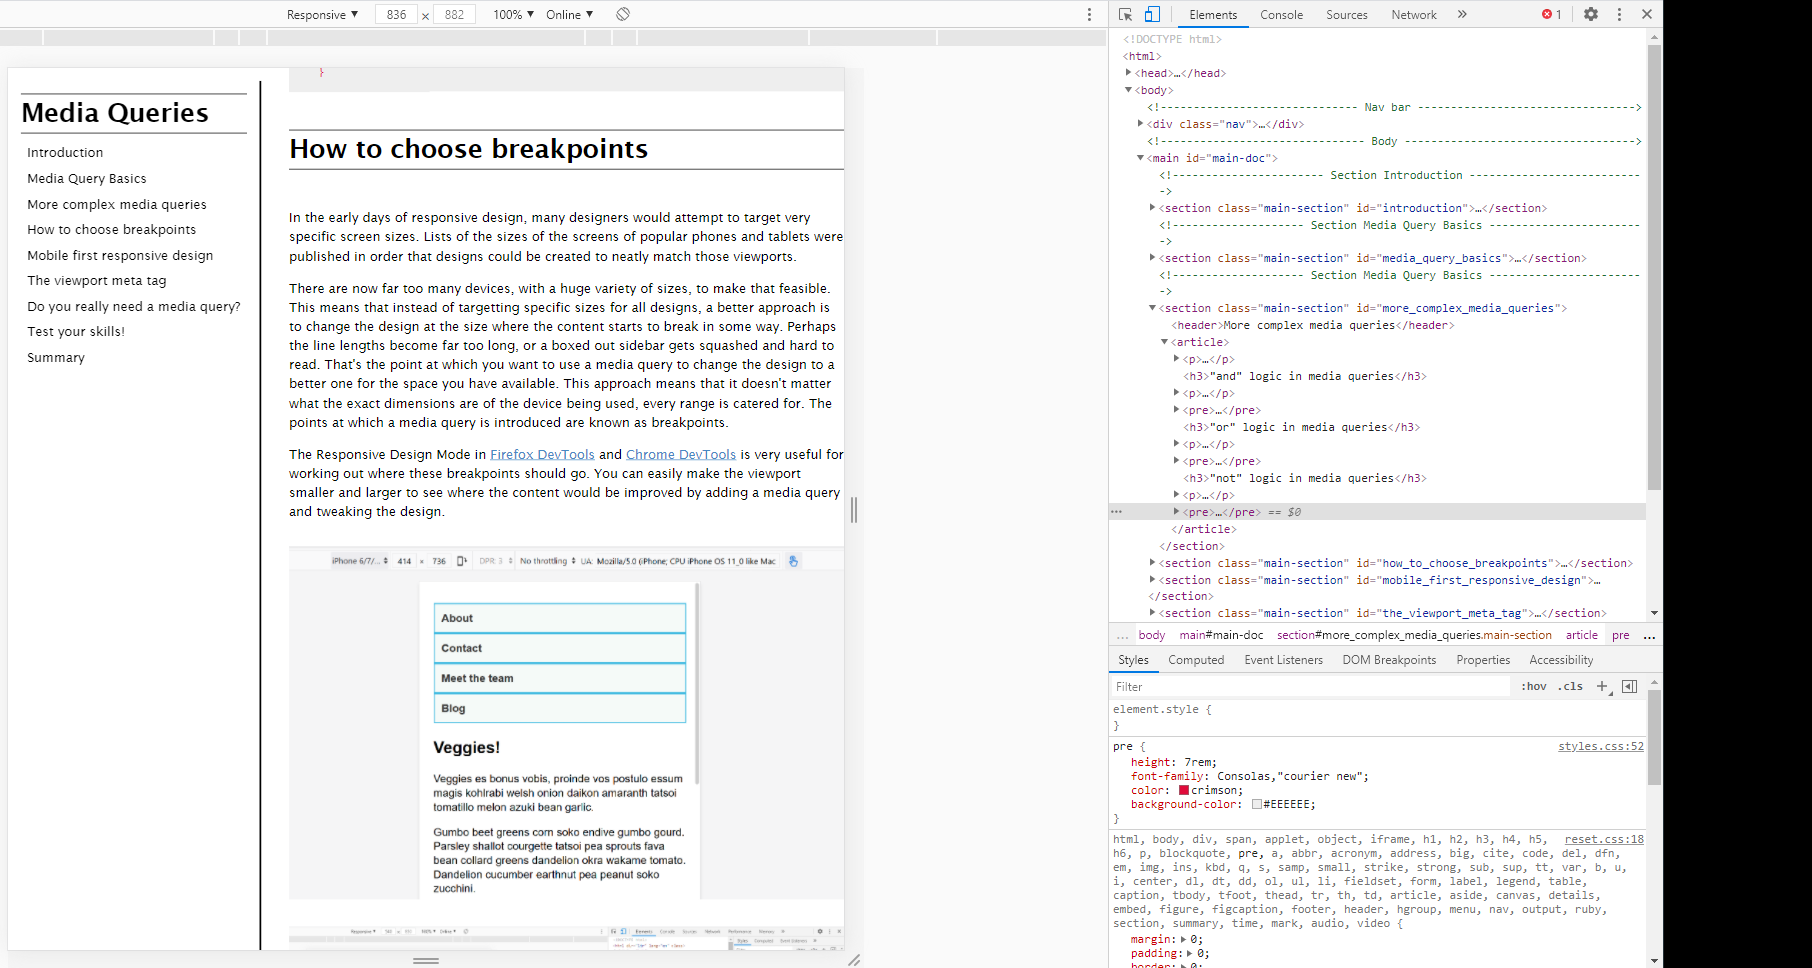 Responsive ▼ 836 × 882 100% ▼ Online ▼
}
Media Queries
Introduction
Media Query Basics
More complex media queries
How to choose breakpoints
Mobile first responsive design
The viewport meta tag
Do you really need a media query?
Test your skills!
Summary
How to choose breakpoints
In the early days of responsive design, many designers would attempt to target very
specific screen sizes. Lists of the sizes of the screens of popular phones and tablets were
published in order that designs could be created to neatly match those viewports.
There are now far too many devices, with a huge variety of sizes, to make that feasible.
This means that instead of targetting specific sizes for all designs, a better approach is
to change the design at the size where the content starts to break in some way. Perhaps
the line lengths become far too long, or a boxed out sidebar gets squashed and hard to
read. That's the point at which you want to use a media query to change the design to a
better one for the space you have available. This approach means that it doesn't matter
what the exact dimensions are of the device being used, every range is catered for. The
points at which a media query is introduced are known as breakpoints.
The Responsive Design Mode in Firefox DevTools and Chrome DevTools is very useful for
working out where these breakpoints should go. You can easily make the viewport
smaller and larger to see where the content would be improved by adding a media query
and tweaking the design.
iPhone 6/7/... 414 × 736 DPR: 3 No throttling UA: Mozilla/5.0 (iPhone; CPU iPhone OS 11_0 like Mac
About
Contact
Meet the team
Blog
Veggies!
Veggies es bonus vobis, proinde vos postulo essum
magis kohlrabi welsh onion daikon amaranth tatsoi
tomatillo melon azuki bean garlic.
Gumbo beet greens corn soko endive gumbo gourd.
Parsley shallot courgette tatsoi pea sprouts fava
bean collard greens dandelion okra wakame tomato.
Dandelion cucumber earthnut pea peanut soko
zucchini.
Elements Console Sources Network » 1
<!DOCTYPE html>
<html>
<head>…</head>
<body>
<!----------------------------- Nav bar -------------------------------->
<div class="nav">…</div>
<!------------------------------ Body ---------------------------------->
<main id="main-doc">
<!---------------------- Section Introduction -------------------------
->
<section class="main-section" id="introduction">…</section>
<!------------------- Section Media Query Basics ----------------------
->
<section class="main-section" id="media_query_basics">…</section>
<!------------------- Section Media Query Basics ----------------------
->
<section class="main-section" id="more_complex_media_queries">
<header>More complex media queries</header>
<article>
<p>…</p>
<h3>"and" logic in media queries</h3>
<p>…</p>
<pre>…</pre>
<h3>"or" logic in media queries</h3>
<p>…</p>
<pre>…</pre>
<h3>"not" logic in media queries</h3>
<p>…</p>
<pre>…</pre> == $0
</article>
</section>
<section class="main-section" id="how_to_choose_breakpoints">…</section>
<section class="main-section" id="mobile_first_responsive_design">…
</section>
<section class="main-section" id="the_viewport_meta_tag">…</section>
… body main#main-doc section#more_complex_media_queries.main-section article pre …
Styles Computed Event Listeners DOM Breakpoints Properties Accessibility
Filter :hov .cls +
element.style {
}
pre { styles.css:52
height: 7rem;
font-family: Consolas,"courier new";
color: crimson;
background-color: #EEEEEE;
}
html, body, div, span, applet, object, iframe, h1, h2, h3, h4, h5, reset.css:18
h6, p, blockquote, pre, a, abbr, acronym, address, big, cite, code, del, dfn,
em, img, ins, kbd, q, s, samp, small, strike, strong, sub, sup, tt, var, b, u,
i, center, dl, dt, dd, ol, ul, li, fieldset, form, label, legend, table,
caption, tbody, tfoot, thead, tr, th, td, article, aside, canvas, details,
embed, figure, figcaption, footer, header, hgroup, menu, nav, output, ruby,
section, summary, time, mark, audio, video {
margin: 0;
padding: 0;
border: 0;